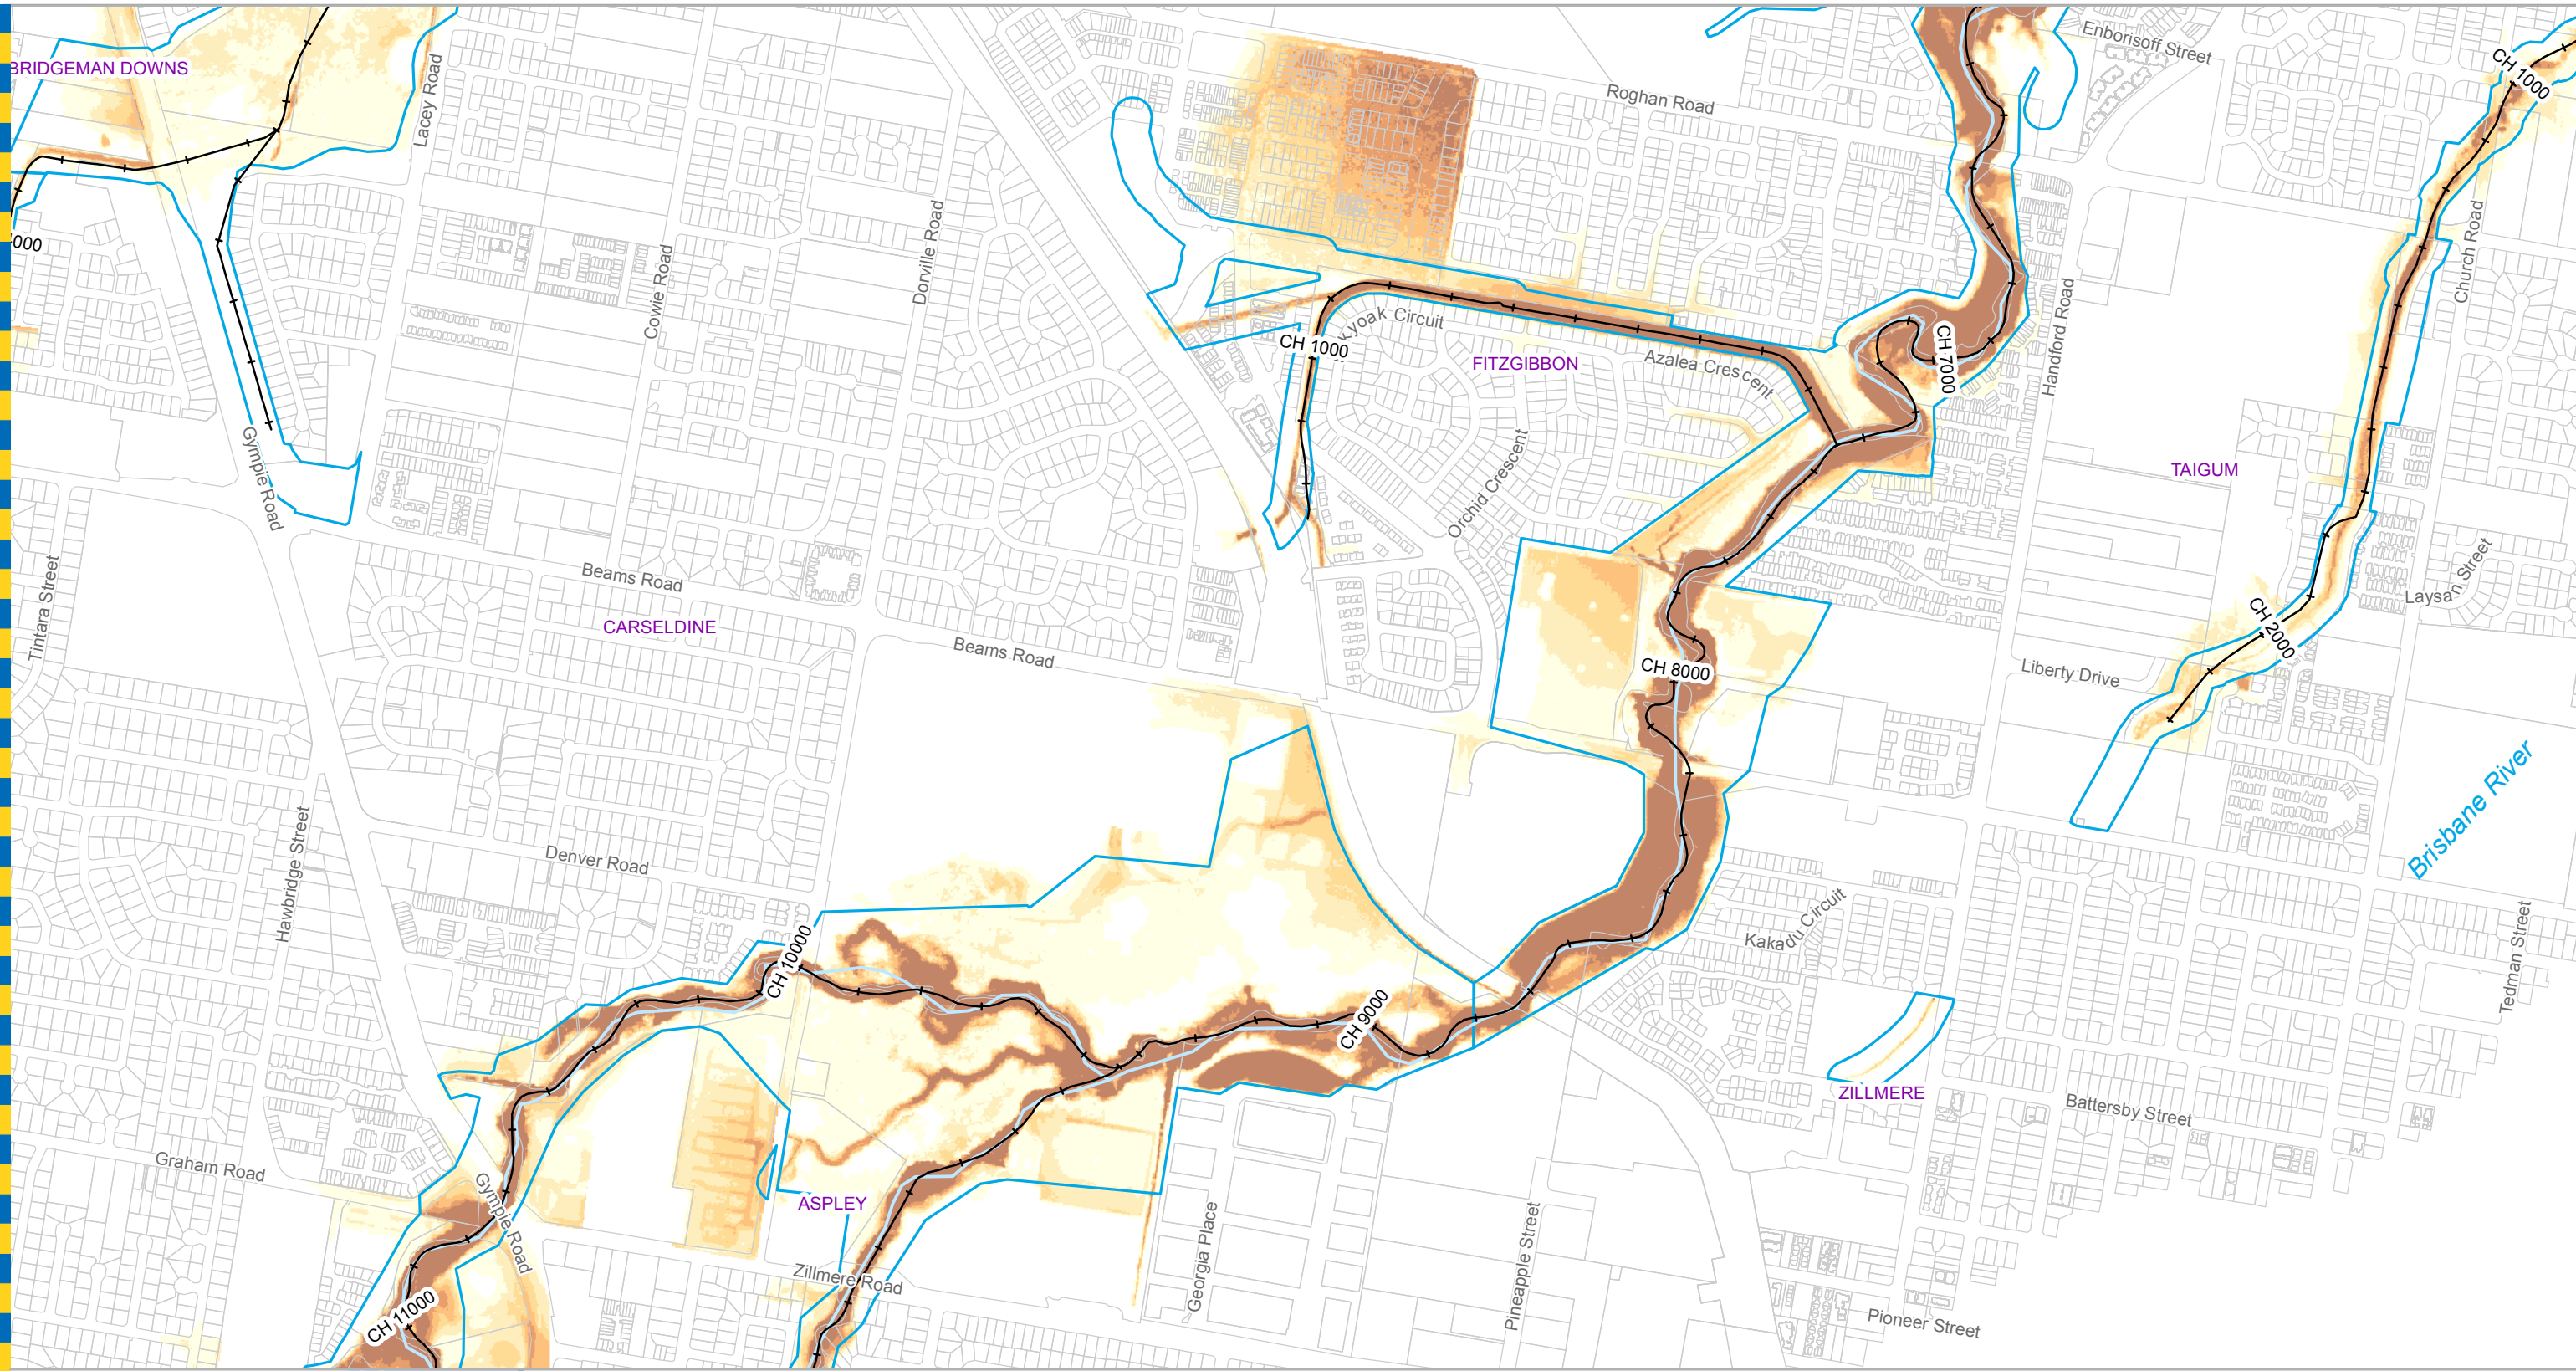 Enborisoff Street
CH 1000
BRIDGEMAN DOWNS
Lacey Road
Roghan Road
Church Road
Dorville Road
Cowie Road
Handford Road
000
yoak Circuit
CH 1000
FITZGIBBON
Azalea Crescent
CH 7000
Gympie Road
Orchid Crescent
TAIGUM
Tintara Street
Beams Road
Laysan Street
CARSELDINE
Beams Road
CH 8000
CH 2000
Liberty Drive
Brisbane River
Hawbridge Street
Denver Road
Kakadu Circuit
Tedman Street
CH 10000
CH 9000
ZILLMERE
Battersby Street
Graham Road
Gympie Road
ASPLEY
Georgia Place
Pineapple Street
Zillmere Road
CH 11000
Pioneer Street